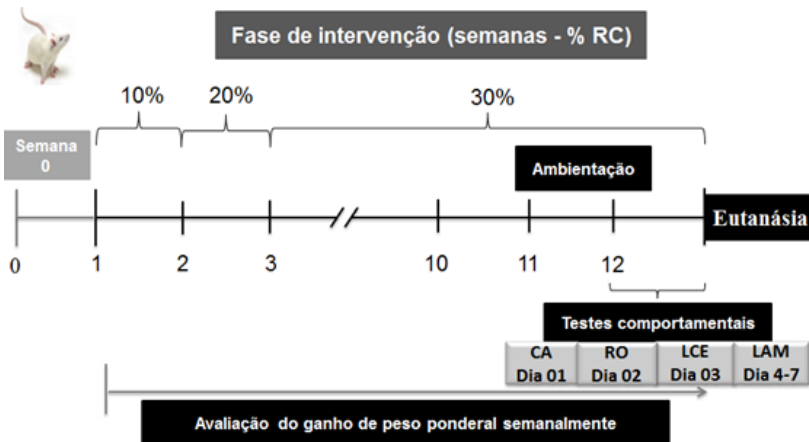 Fase de intervenção (semanas - % RC)
10%
20%
30%
Semana
0
Ambientação
Eutanásia
0
1
2
3
10
11
12
Testes comportamentais
CA
Dia 01
RO
Dia 02
LCE
Dia 03
LAM
Dia 4-7
Avaliação do ganho de peso ponderal semanalmente